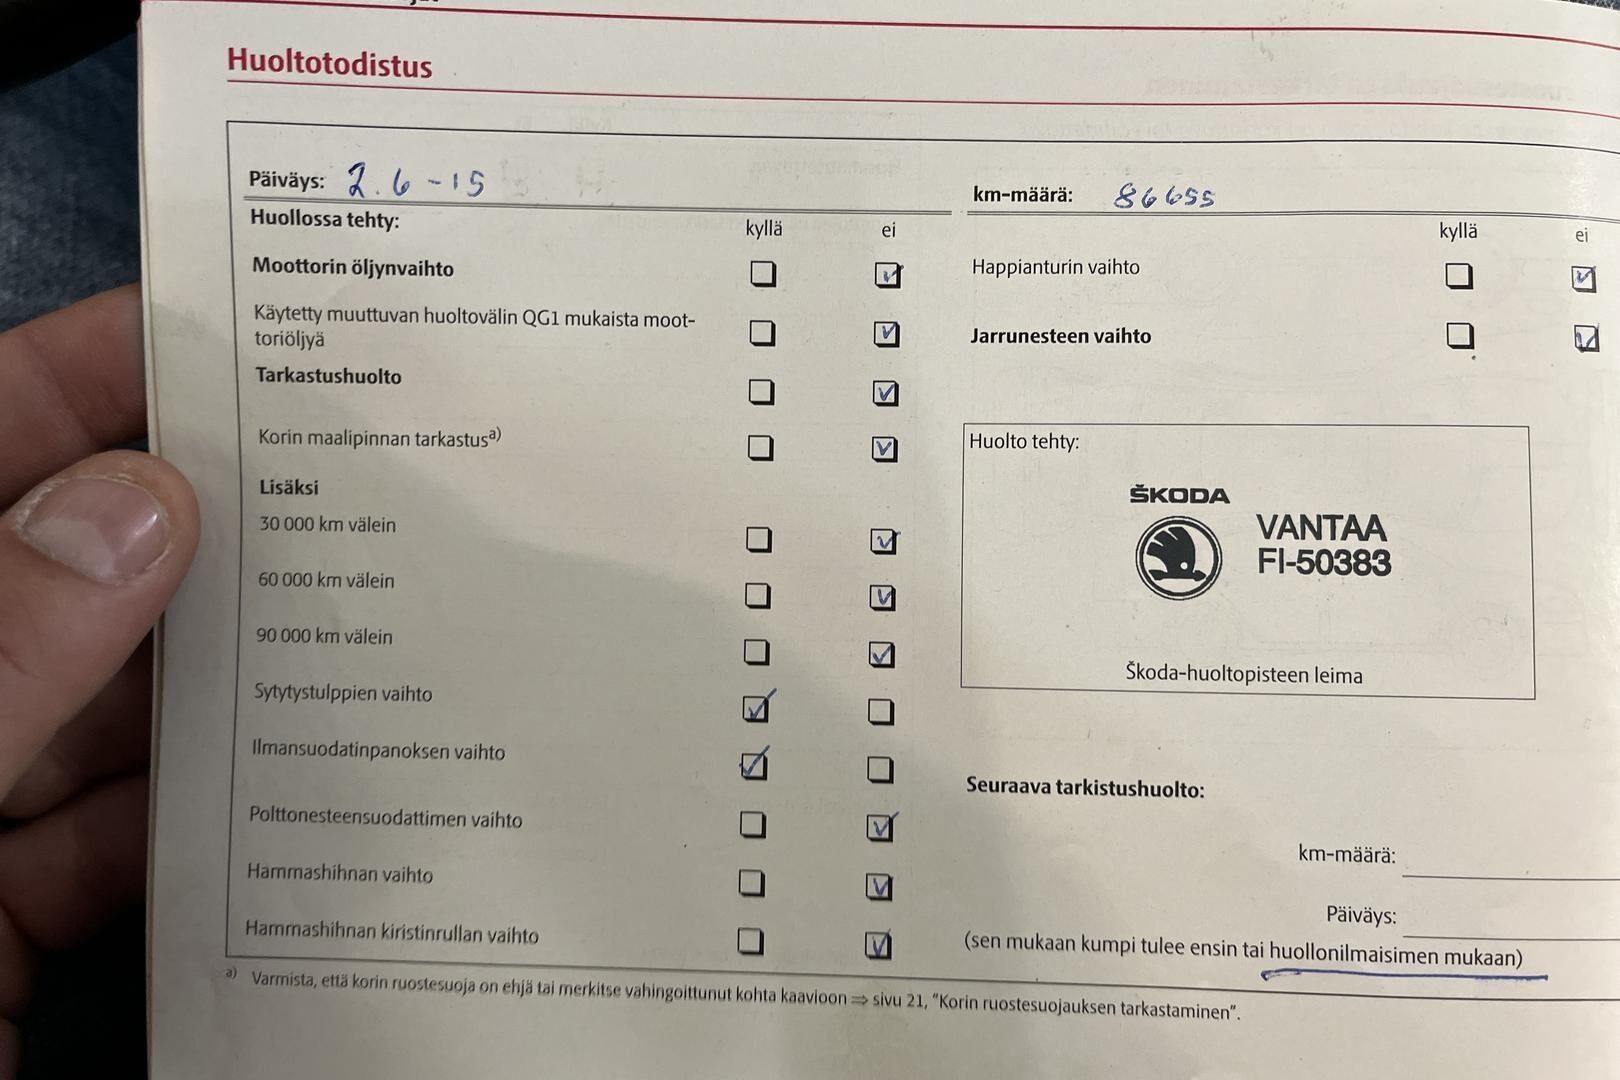 Huoltotodistus
Päiväys: 2.6-15
Huollossa tehty:
kyllä ei
Moottorin öljynvaihto
Käytetty muuttuvan huoltovälin QG1 mukaista moot-
toriöljyä
Tarkastushuolto
Korin maalipinnan tarkastusa)
Lisäksi
30 000 km välein
60 000 km välein
90 000 km välein
Sytytystulppien vaihto
Ilmansuodatinpanoksen vaihto
Polttonesteensuodattimen vaihto
Hammashihnan vaihto
Hammashihnan kiristinrullan vaihto
km-määrä: 86655
kyllä ei
Happianturin vaihto
Jarrunesteen vaihto
Huolto tehty:
ŠKODA
VANTAA
FI-50383
Škoda-huoltopisteen leima
Seuraava tarkistushuolto:
km-määrä:
Päiväys:
(sen mukaan kumpi tulee ensin tai huollonilmaisimen mukaan)
a) Varmista, että korin ruostesuoja on ehjä tai merkitse vahingoittunut kohta kaavioon ⇒ sivu 21, "Korin ruostesuojauksen tarkastaminen".